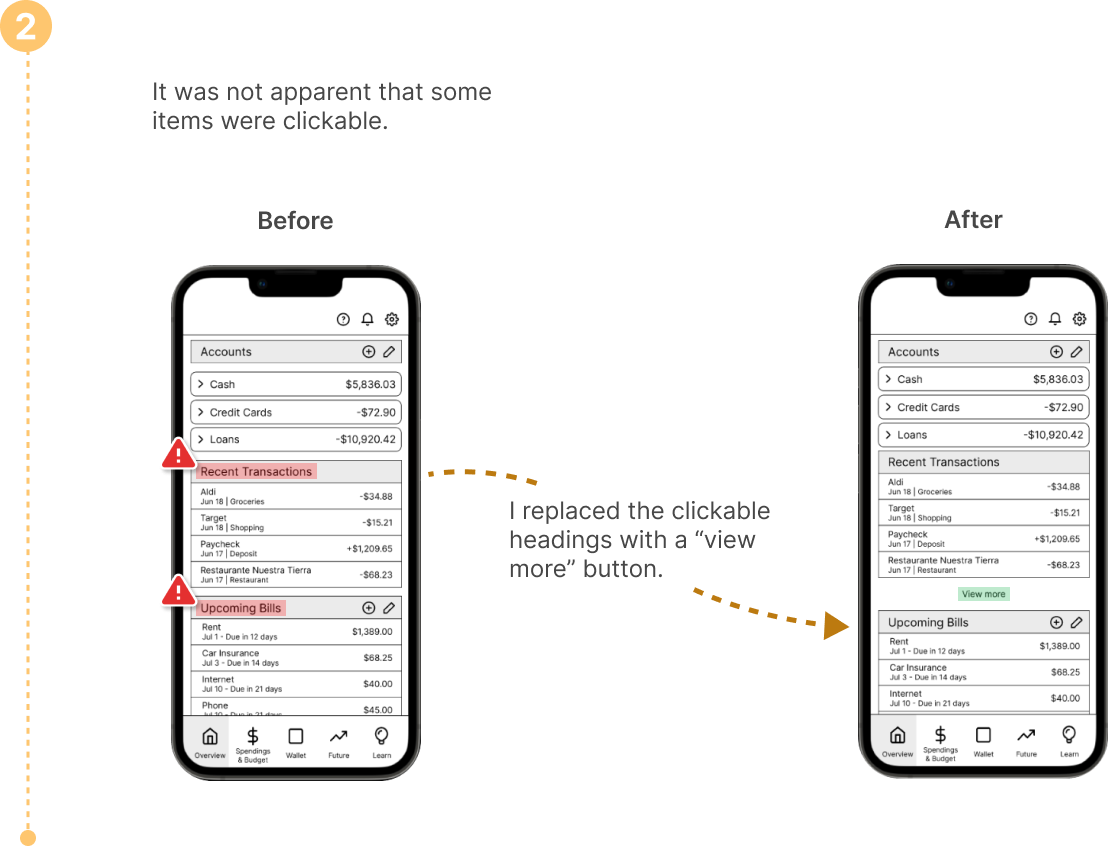 2
It was not apparent that some
items were clickable.
Before
Accounts
Cash $5,836.03
Credit Cards -$72.90
Loans -$10,920.42
Recent Transactions
Aldi
Jun 18 | Groceries -$34.88
Target
Jun 18 | Shopping -$15.21
Paycheck
Jun 17 | Deposit +$1,209.65
Restaurante Nuestra Tierra
Jun 17 | Restaurant -$68.23
Upcoming Bills
Rent
Jul 1 - Due in 12 days $1,389.00
Car Insurance
Jul 3 - Due in 14 days $68.25
Internet
Jul 10 - Due in 21 days $40.00
Phone $45.00
Jul 10 - Due in 21 days
Overview
Spendings
& Budget
Wallet
Future
Learn
I replaced the clickable
headings with a “view
more” button.
After
Accounts
Cash $5,836.03
Credit Cards -$72.90
Loans -$10,920.42
Recent Transactions
Aldi
Jun 18 | Groceries -$34.88
Target
Jun 18 | Shopping -$15.21
Paycheck
Jun 17 | Deposit +$1,209.65
Restaurante Nuestra Tierra
Jun 17 | Restaurant -$68.23
View more
Upcoming Bills
Rent
Jul 1 - Due in 12 days $1,389.00
Car Insurance
Jul 3 - Due in 14 days $68.25
Internet
Jul 10 - Due in 21 days $40.00
Overview
Spendings
& Budget
Wallet
Future
Learn